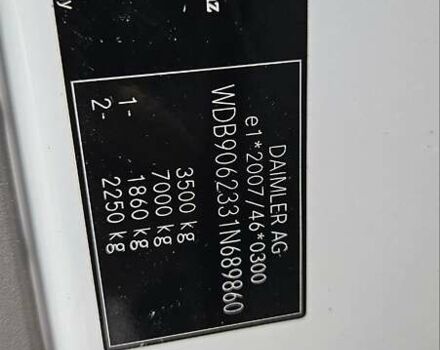 DAIMLER AG
e1*2007/46*0300
WDB9062331N689860
3500 kg
7000 kg
1- 1860 kg
2- 2250 kg